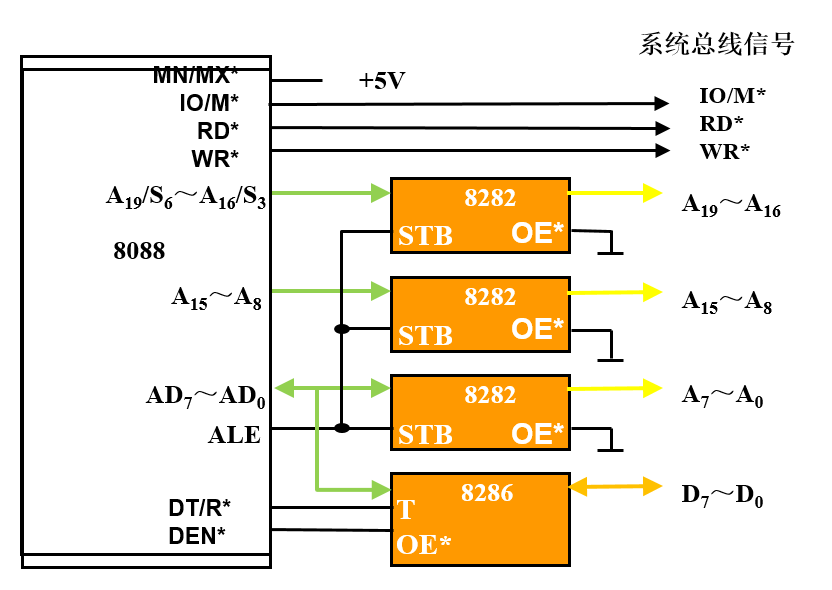 系统总线信号
MN/MX*
+5V
IO/M*
IO/M*
RD*
RD*
WR*
WR*
A19/S6～A16/S3
8282
STB
OE*
A19～A16
8088
A15～A8
8282
STB
OE*
A15～A8
AD7～AD0
8282
STB
OE*
A7～A0
ALE
8286
D7～D0
DT/R*
T
DEN*
OE*